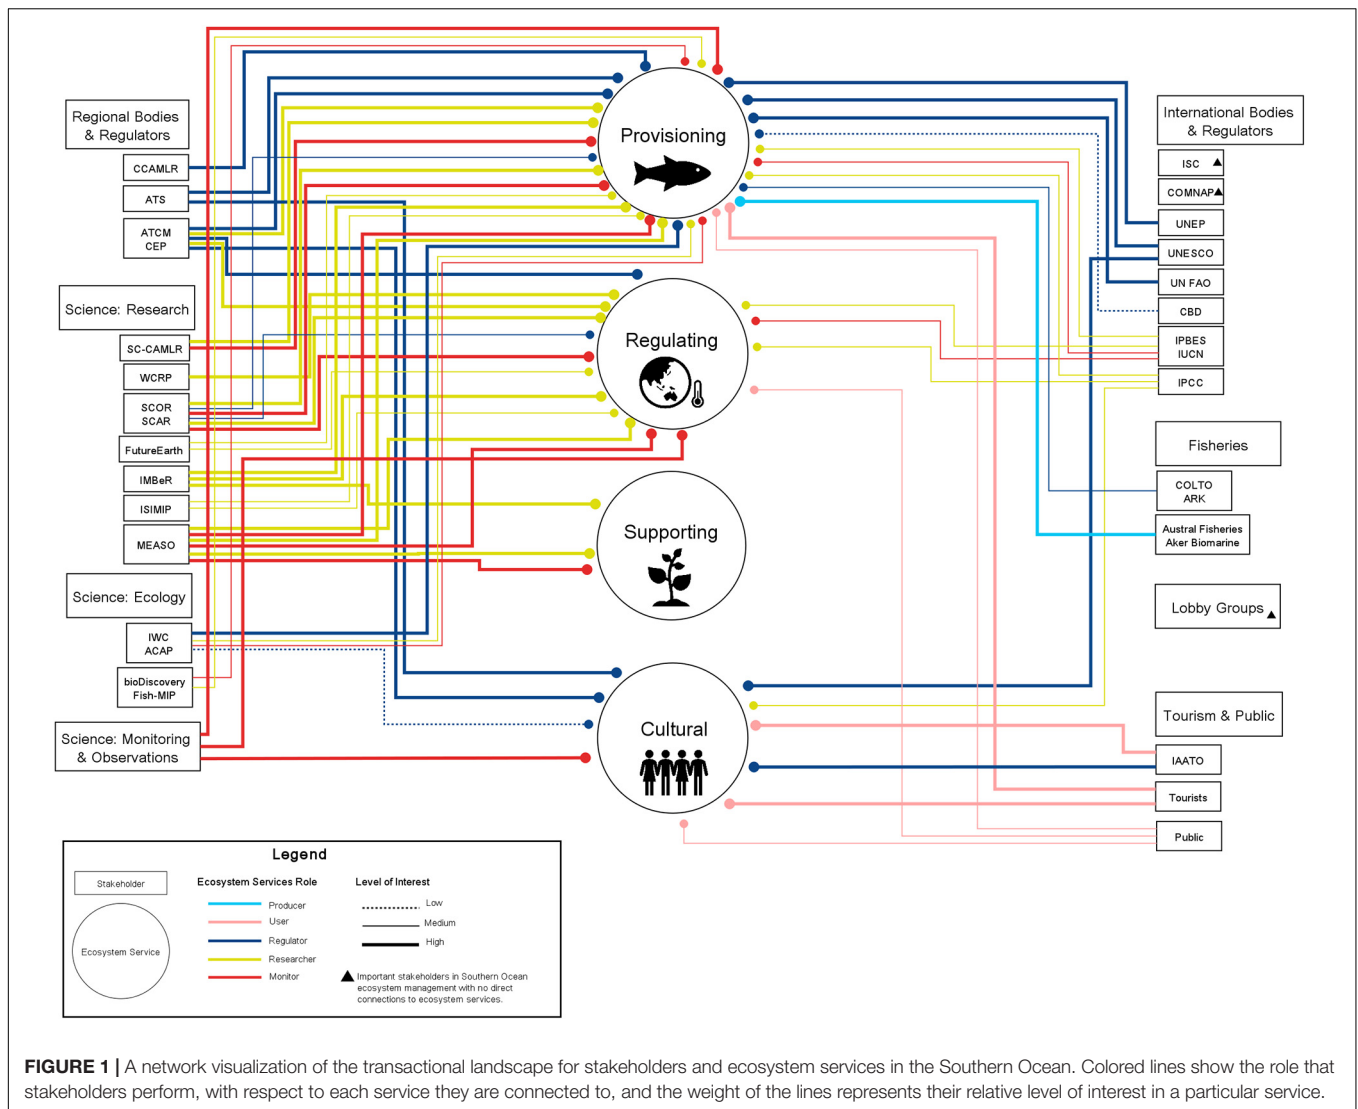 Regional Bodies
& Regulators
CCAMLR
ATS
ATCM
CEP
Science: Research
SC-CAMLR
WCRP
SCOR
SCAR
FutureEarth
IMBeR
ISIMIP
MEASO
Science: Ecology
IWC
ACAP
bioDiscovery
Fish-MIP
Science: Monitoring
& Observations
Provisioning
Regulating
Supporting
Cultural
International Bodies
& Regulators
ISC
COMNAP
UNEP
UNESCO
UN FAO
CBD
IPBES
IUCN
IPCC
Fisheries
COLTO
ARK
Austral Fisheries
Aker Biomarine
Lobby Groups
Tourism & Public
IAATO
Tourists
Public
Legend
Stakeholder
Ecosystem Service
Ecosystem Services Role
Producer
User
Regulator
Researcher
Monitor
Level of Interest
Low
Medium
High
Important stakeholders in Southern Ocean
ecosystem management with no direct
connections to ecosystem services.
FIGURE 1 | A network visualization of the transactional landscape for stakeholders and ecosystem services in the Southern Ocean. Colored lines show the role that
stakeholders perform, with respect to each service they are connected to, and the weight of the lines represents their relative level of interest in a particular service.